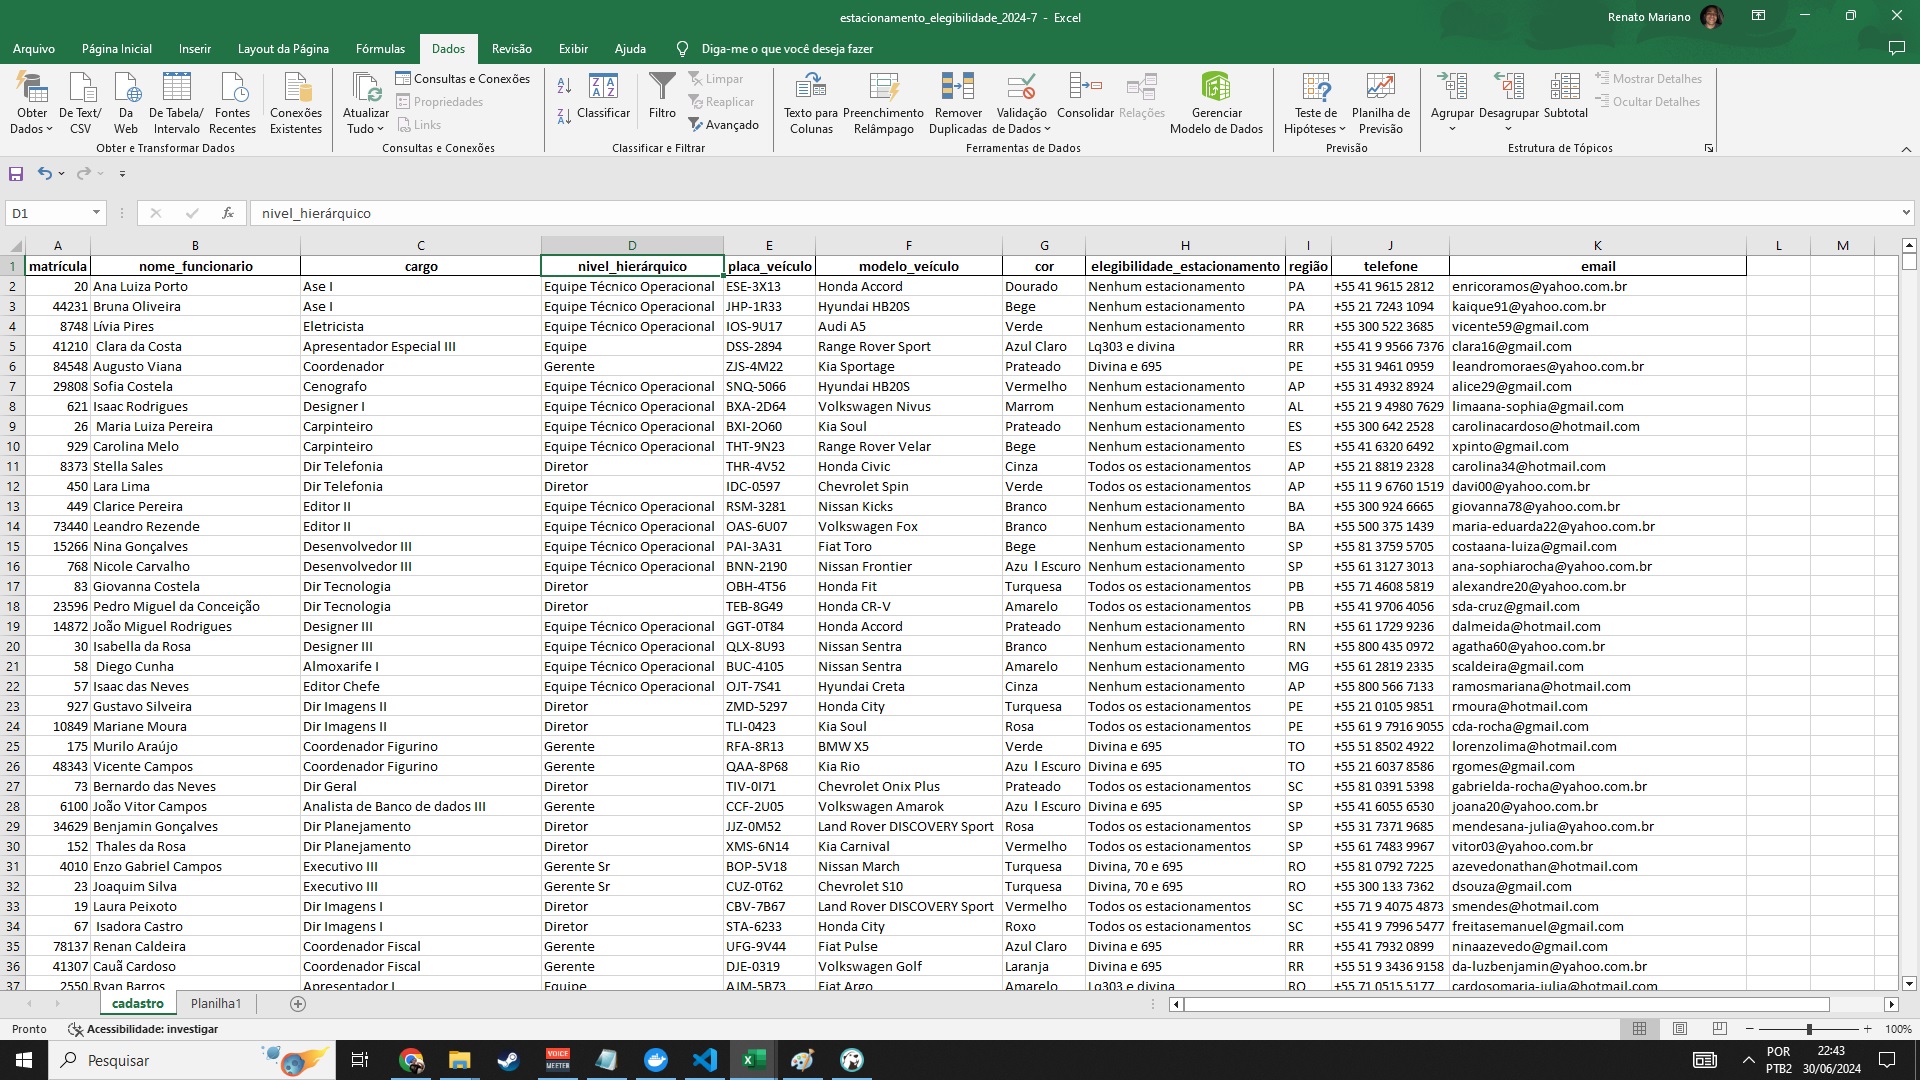 estacionamento_elegibilidade_2024-7 - Excel
Renato Mariano
Arquivo Página Inicial Inserir Layout da Página Fórmulas Dados Revisão Exibir Ajuda Diga-me o que você deseja fazer
Obter Dados De Text/CSV Da Web De Tabela/Intervalo Fontes Recentes Conexões Existentes
Atualizar Tudo Consultas e Conexões Propriedades Links
Classificar Filtro Limpar Reaplicar Avançado
Texto para Colunas Preenchimento Relâmpago Remover Duplicadas Validação de Dados Consolidar Relações Gerenciar Modelo de Dados
Teste de Hipóteses Planilha de Previsão
Agrupar Desagrupar Subtotal Mostrar Detalhes Ocultar Detalhes
Obter e Transformar Dados Consultas e Conexões Classificar e Filtrar Ferramentas de Dados Previsão Estrutura de Tópicos
D1 fx nivel_hierárquico
A B C D E F G H I J K L M
1 matrícula nome_funcionario cargo nivel_hierárquico placa_veículo modelo_veículo cor elegibilidade_estacionamento região telefone email
2 20 Ana Luiza Porto Ase I Equipe Técnico Operacional ESE-3X13 Honda Accord Dourado Nenhum estacionamento PA +55 41 9615 2812 enricoramos@yahoo.com.br
3 44231 Bruna Oliveira Ase I Equipe Técnico Operacional JHP-1R33 Hyundai HB20S Bege Nenhum estacionamento PA +55 21 7243 1094 kaique91@yahoo.com.br
4 8748 Lívia Pires Eletricista Equipe Técnico Operacional IOS-9U17 Audi A5 Verde Nenhum estacionamento RR +55 300 522 3685 vicente59@gmail.com
5 41210 Clara da Costa Apresentador Especial III Equipe DSS-2894 Range Rover Sport Azul Claro Lq303 e divina RR +55 41 9 9566 7376 clara16@gmail.com
6 84548 Augusto Viana Coordenador Gerente ZJS-4M22 Kia Sportage Prateado Divina e 695 PE +55 31 9461 0959 leandromoraes@yahoo.com.br
7 29808 Sofia Costela Cenografo Equipe Técnico Operacional SNQ-5066 Hyundai HB20S Vermelho Nenhum estacionamento AP +55 31 4932 8924 alice29@gmail.com
8 621 Isaac Rodrigues Designer I Equipe Técnico Operacional BXA-2D64 Volkswagen Nivus Marrom Nenhum estacionamento AL +55 21 9 4980 7629 limaana-sophia@gmail.com
9 26 Maria Luiza Pereira Carpinteiro Equipe Técnico Operacional BXI-2O60 Kia Soul Prateado Nenhum estacionamento ES +55 300 642 2528 carolinacardoso@hotmail.com
10 929 Carolina Melo Carpinteiro Equipe Técnico Operacional THT-9N23 Range Rover Velar Bege Nenhum estacionamento ES +55 41 6320 6492 xpinto@gmail.com
11 8373 Stella Sales Dir Telefonia Diretor THR-4V52 Honda Civic Cinza Todos os estacionamentos AP +55 21 8819 2328 carolina34@hotmail.com
12 450 Lara Lima Dir Telefonia Diretor IDC-0597 Chevrolet Spin Verde Todos os estacionamentos AP +55 11 9 6760 1519 davi00@yahoo.com.br
13 449 Clarice Pereira Editor II Equipe Técnico Operacional RSM-3281 Nissan Kicks Branco Nenhum estacionamento BA +55 300 924 6665 giovanna78@yahoo.com.br
14 73440 Leandro Rezende Editor II Equipe Técnico Operacional OAS-6U07 Volkswagen Fox Branco Nenhum estacionamento BA +55 500 375 1439 maria-eduarda22@yahoo.com.br
15 15266 Nina Gonçalves Desenvolvedor III Equipe Técnico Operacional PAI-3A31 Fiat Toro Bege Nenhum estacionamento SP +55 81 3759 5705 costaana-luiza@gmail.com
16 768 Nicole Carvalho Desenvolvedor III Equipe Técnico Operacional BNN-2190 Nissan Frontier Azu l Escuro Nenhum estacionamento SP +55 61 3127 3013 ana-sophiarocha@yahoo.com.br
17 83 Giovanna Costela Dir Tecnologia Diretor OBH-4T56 Honda Fit Turquesa Todos os estacionamentos PB +55 71 4608 5819 alexandre20@yahoo.com.br
18 23596 Pedro Miguel da Conceição Dir Tecnologia Diretor TEB-8G49 Honda CR-V Amarelo Todos os estacionamentos PB +55 41 9706 4056 sda-cruz@gmail.com
19 14872 João Miguel Rodrigues Designer III Equipe Técnico Operacional GGT-0T84 Honda Accord Prateado Nenhum estacionamento RN +55 61 1729 9236 dalmeida@hotmail.com
20 30 Isabella da Rosa Designer III Equipe Técnico Operacional QLX-8U93 Nissan Sentra Branco Nenhum estacionamento RN +55 800 435 0972 agatha60@yahoo.com.br
21 58 Diego Cunha Almoxarife I Equipe Técnico Operacional BUC-4105 Nissan Sentra Amarelo Nenhum estacionamento MG +55 61 2819 2335 scaldeira@gmail.com
22 57 Isaac das Neves Editor Chefe Equipe Técnico Operacional OJT-7S41 Hyundai Creta Cinza Nenhum estacionamento AP +55 800 566 7133 ramosmariana@hotmail.com
23 927 Gustavo Silveira Dir Imagens II Diretor ZMD-5297 Honda City Turquesa Todos os estacionamentos PE +55 21 0105 9851 rmoura@hotmail.com
24 10849 Mariane Moura Dir Imagens II Diretor TLI-0423 Kia Soul Rosa Todos os estacionamentos PE +55 61 9 7916 9055 cda-rocha@gmail.com
25 175 Murilo Araújo Coordenador Figurino Gerente RFA-8R13 BMW X5 Verde Divina e 695 TO +55 51 8502 4922 lorenzolima@hotmail.com
26 48343 Vicente Campos Coordenador Figurino Gerente QAA-8P68 Kia Rio Azu l Escuro Divina e 695 TO +55 21 6037 8586 rgomes@gmail.com
27 73 Bernardo das Neves Dir Geral Diretor TIV-0I71 Chevrolet Onix Plus Prateado Todos os estacionamentos SC +55 81 0391 5398 gabrielda-rocha@yahoo.com.br
28 6100 João Vitor Campos Analista de Banco de dados III Gerente CCF-2U05 Volkswagen Amarok Azu l Escuro Divina e 695 SP +55 41 6055 6530 joana20@yahoo.com.br
29 34629 Benjamin Gonçalves Dir Planejamento Diretor JJZ-0M52 Land Rover DISCOVERY Sport Rosa Todos os estacionamentos SP +55 31 7371 9685 mendesana-julia@yahoo.com.br
30 152 Thales da Rosa Dir Planejamento Diretor XMS-6N14 Kia Carnival Vermelho Todos os estacionamentos SP +55 61 7483 9967 vitor03@yahoo.com.br
31 4010 Enzo Gabriel Campos Executivo III Gerente Sr BOP-5V18 Nissan March Turquesa Divina, 70 e 695 RO +55 81 0792 7225 azevedonathan@hotmail.com
32 23 Joaquim Silva Executivo III Gerente Sr CUZ-0T62 Chevrolet S10 Turquesa Divina, 70 e 695 RO +55 300 133 7362 dsouza@gmail.com
33 19 Laura Peixoto Dir Imagens I Diretor CBV-7B67 Land Rover DISCOVERY Sport Vermelho Todos os estacionamentos SC +55 71 9 4075 4873 smendes@hotmail.com
34 67 Isadora Castro Dir Imagens I Diretor STA-6233 Honda City Roxo Todos os estacionamentos SC +55 41 9 7996 5477 freitasemanuel@gmail.com
35 78137 Renan Caldeira Coordenador Fiscal Gerente UFG-9V44 Fiat Pulse Azul Claro Divina e 695 RR +55 41 7932 0899 ninaazevedo@gmail.com
36 41307 Cauã Cardoso Coordenador Fiscal Gerente DJE-0319 Volkswagen Golf Laranja Divina e 695 RR +55 51 9 3436 9158 da-luzbenjamin@yahoo.com.br
37 2550 Ryan Barros Apresentador I Equipe AJM-5B73 Fiat Argo Amarelo Lq303 e divina RO +55 71 0515 5177 cardosomaria-julia@hotmail.com
cadastro Planilha1
Pronto Acessibilidade: investigar 100%
Pesquisar VOICE MEETER POR 22:43
PTB2 30/06/2024